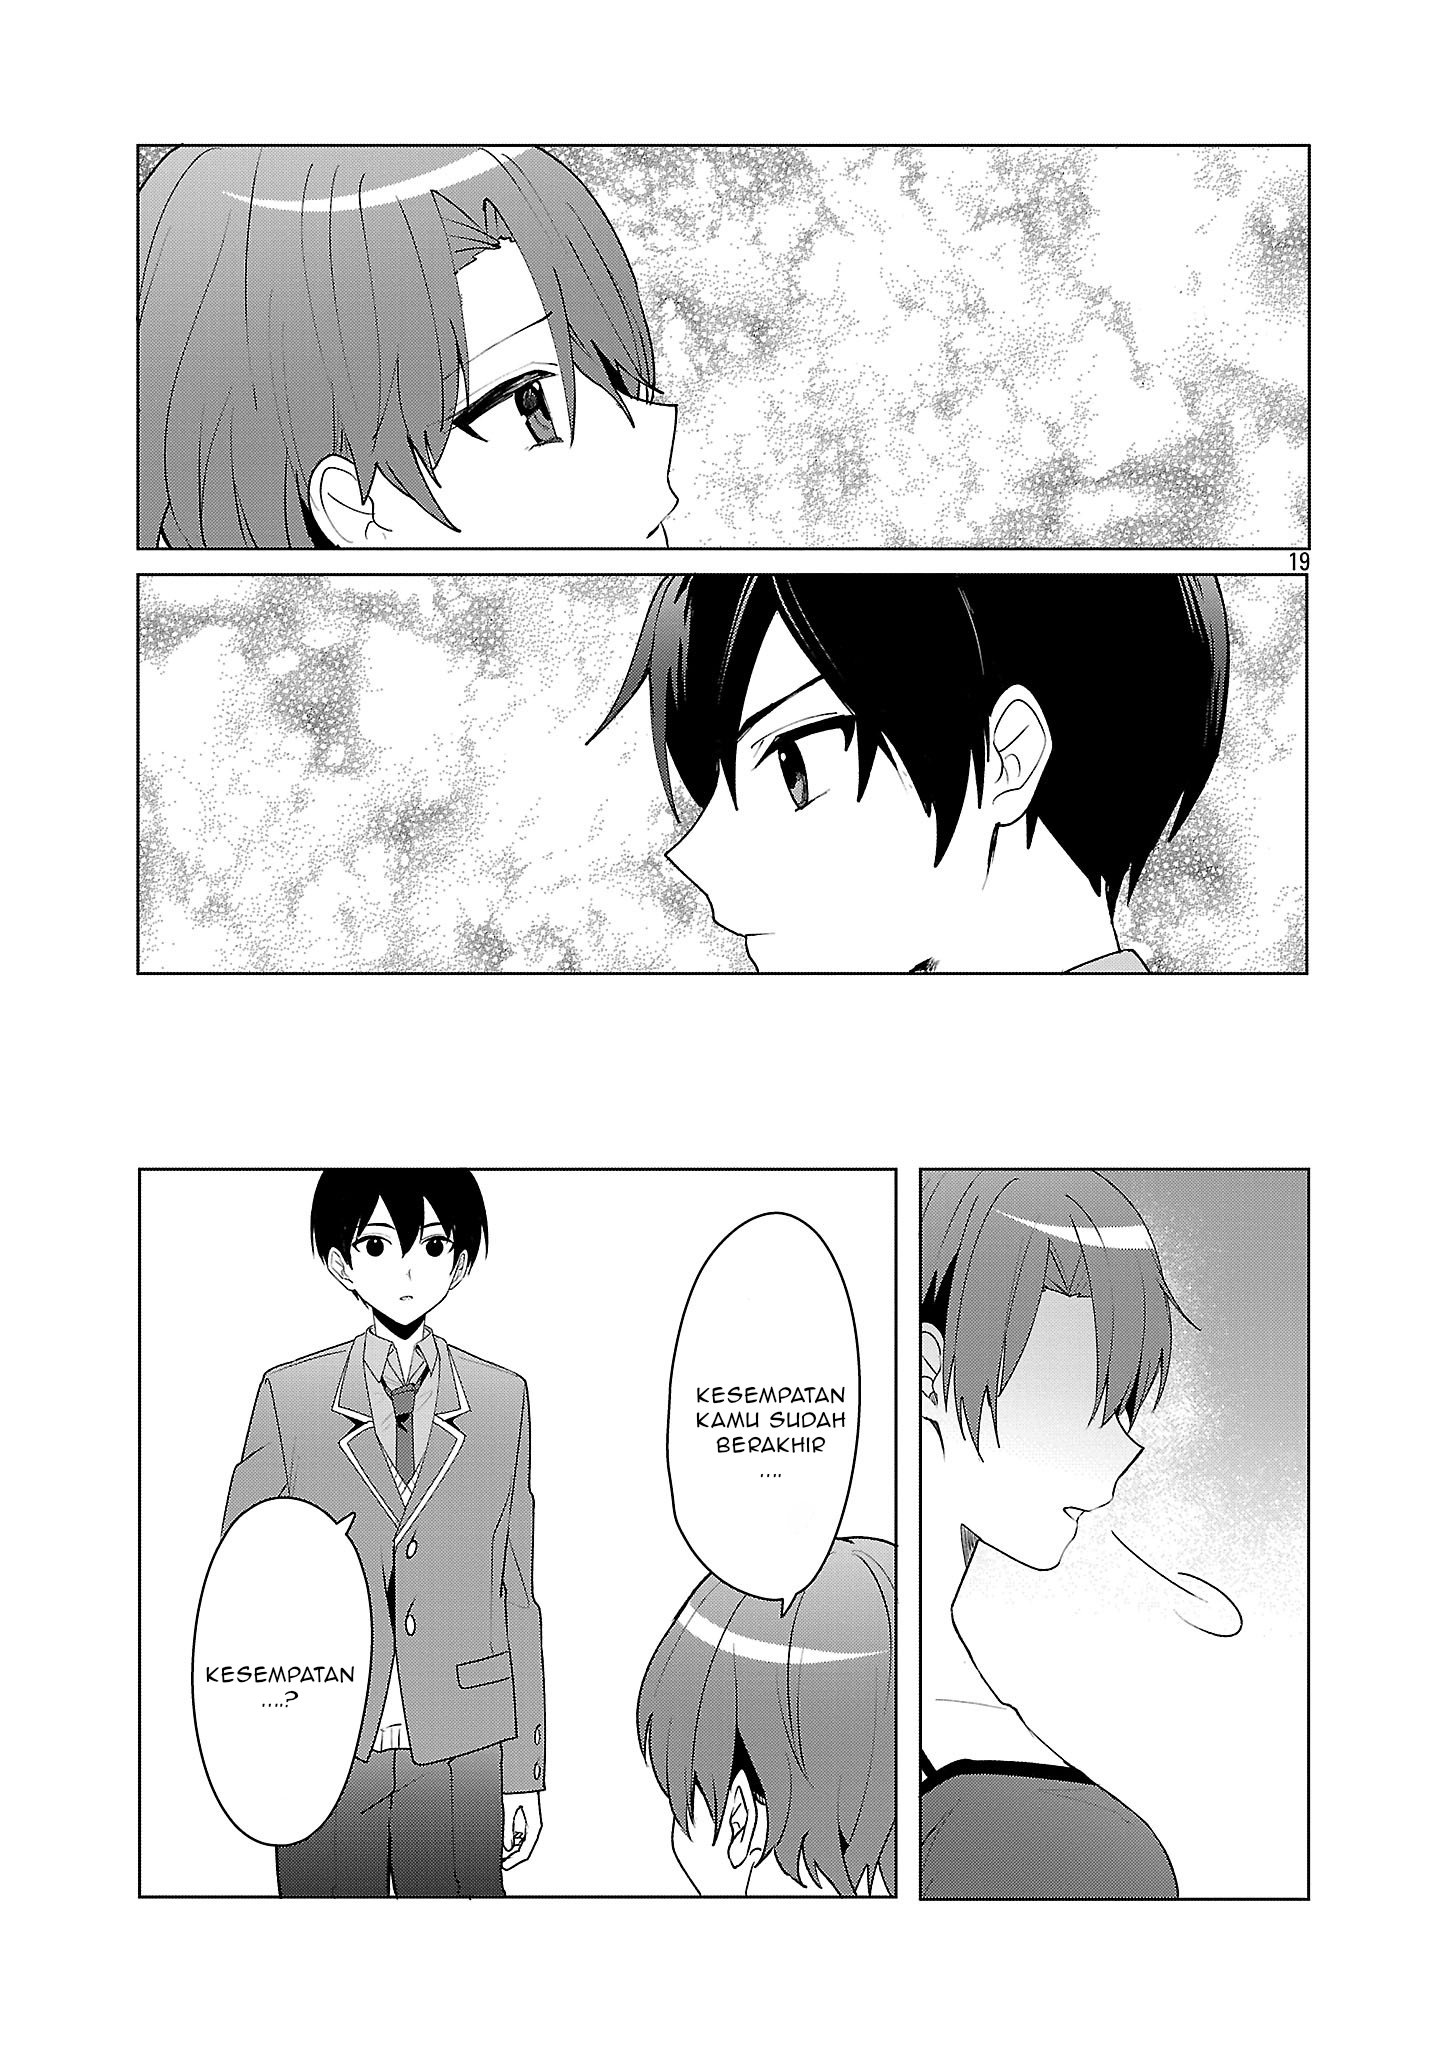 19
KESEMPATAN
KAMU SUDAH
BERAKHIR
....
KESEMPATAN
....?